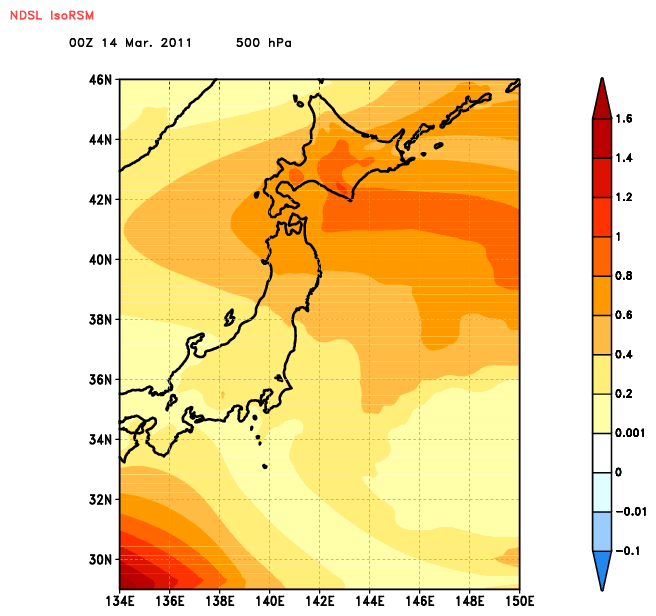 NDSL IsoRSM
00Z 14 Mar. 2011 500 hPa
46N
44N
42N
40N
38N
36N
34N
32N
30N
134E 136E 138E 140E 142E 144E 146E 148E 150E
1.6
1.4
1.2
1
0.8
0.6
0.4
0.2
0.001
0
-0.01
-0.1